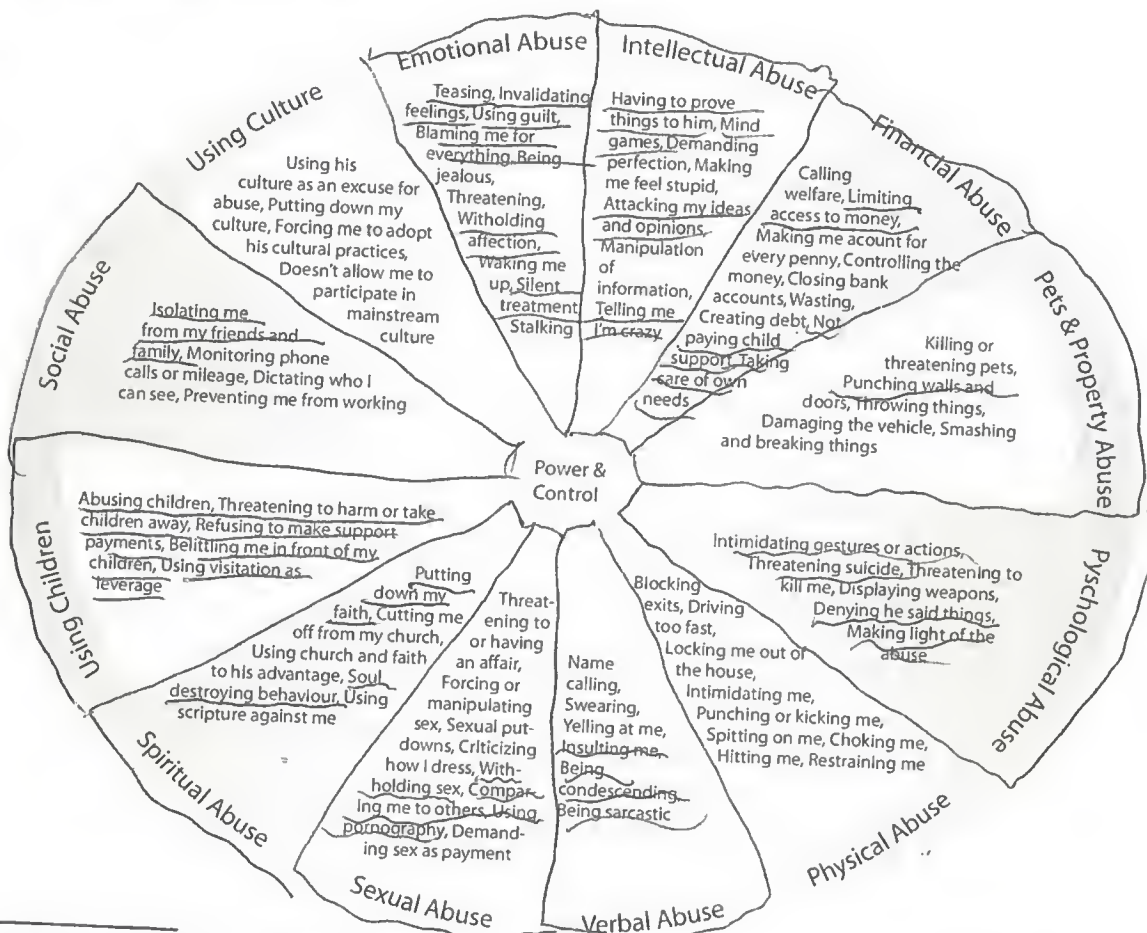 Emotional Abuse
Teasing, Invalidating
feelings, Using guilt,
Blaming me for
everything, Being
jealous,
Threatening,
Witholding
affection,
Waking me
up, Silent
treatment
Stalking
Intellectual Abuse
Having to prove
things to him, Mind
games, Demanding
perfection, Making
me feel stupid,
Attacking my ideas
and opinions,
Manipulation
of
information,
Telling me
I'm crazy
Financial Abuse
Calling
welfare, Limiting
access to money,
Making me acount for
every penny, Controlling the
money, Closing bank
accounts, Wasting,
Creating debt, Not
paying child
support, Taking
care of own
needs
Pets & Property Abuse
Killing or
threatening pets,
Punching walls and
doors, Throwing things,
Damaging the vehicle, Smashing
and breaking things
Pyschological Abuse
Intimidating gestures or actions,
Threatening suicide, Threatening to
kill me, Displaying weapons,
Denying he said things,
Making light of the
abuse
Physical Abuse
Blocking
exits, Driving
too fast,
Locking me out of
the house,
Intimidating me,
Punching or kicking me,
Spitting on me, Choking me,
Hitting me, Restraining me
Verbal Abuse
Name
calling,
Swearing,
Yelling at me,
Insulting me,
Being
condescending,
Being sarcastic
Sexual Abuse
Threat-
ening to
or having
an affair,
Forcing or
manipulating
sex, Sexual put-
downs, Criticizing
how I dress, With-
holding sex, Compar-
ing me to others, Using
pornography, Demand-
ing sex as payment
Spiritual Abuse
Putting
down my
faith, Cutting me
off from my church,
Using church and faith
to his advantage, Soul
destroying behaviour, Using
scripture against me
Using Children
Abusing children, Threatening to harm or take
children away, Refusing to make support
payments, Belittling me in front of my
children, Using visitation as
leverage
Social Abuse
Isolating me
from my friends and
family, Monitoring phone
calls or mileage, Dictating who I
can see, Preventing me from working
Using Culture
Using his
culture as an excuse for
abuse, Putting down my
culture, Forcing me to adopt
his cultural practices,
Doesn't allow me to
participate in
mainstream
culture
Power &
Control